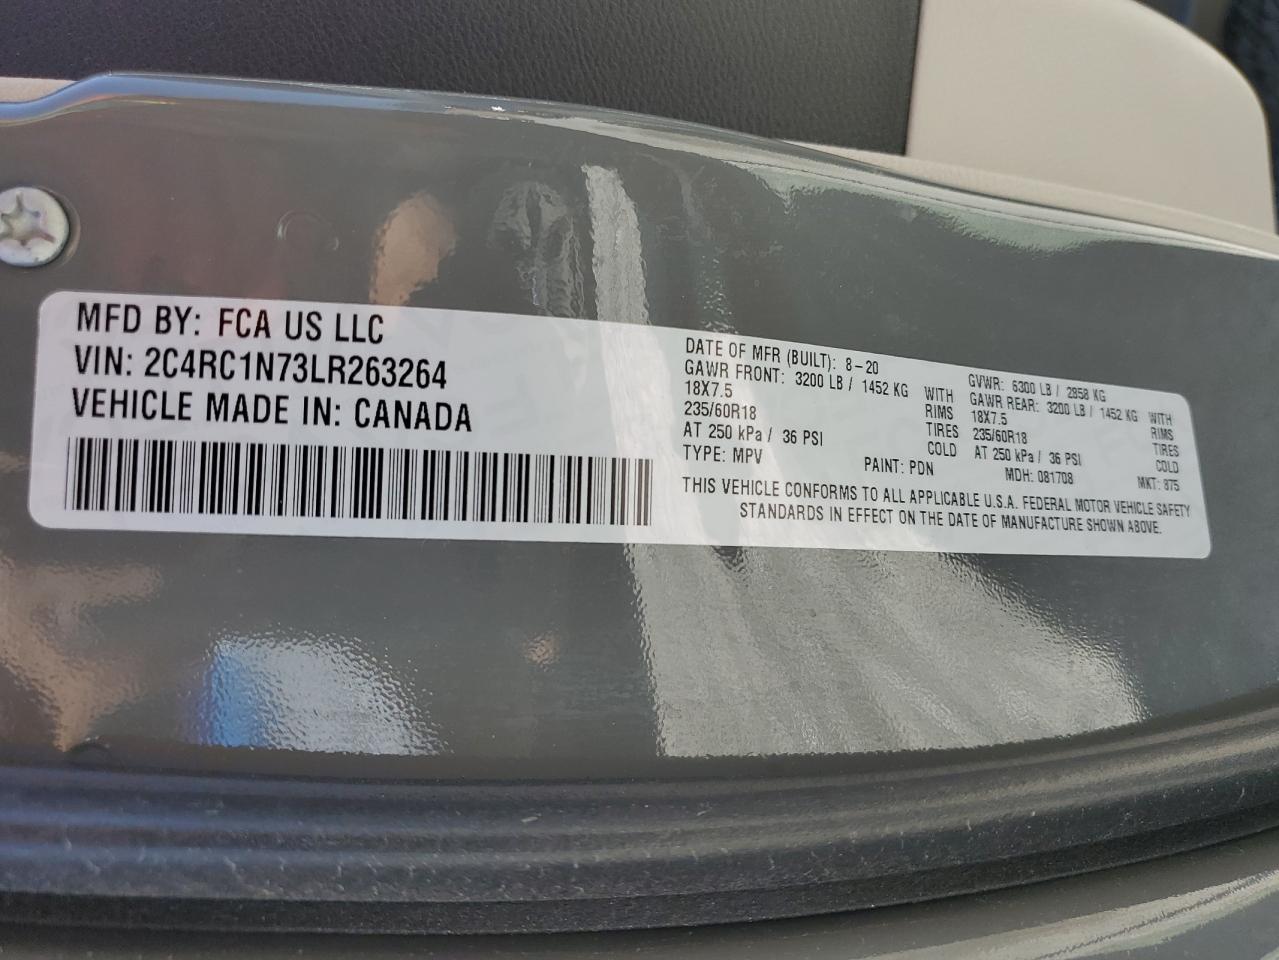 MFD BY: FCA US LLC
VIN: 2C4RC1N73LR263264
VEHICLE MADE IN: CANADA
DATE OF MFR (BUILT): 8-20 GVWR: 6300 LB / 2858 KG
GAWR FRONT: 3200 LB / 1452 KG WITH GAWR REAR: 3200 LB / 1452 KG WITH
18X7.5 RIMS 18X7.5 RIMS
235/60R18 TIRES 235/60R18 TIRES
AT 250 kPa / 36 PSI COLD AT 250 kPa / 36 PSI COLD
TYPE: MPV PAINT: PDN MDH: 081708 MKT: 875
THIS VEHICLE CONFORMS TO ALL APPLICABLE U.S.A. FEDERAL MOTOR VEHICLE SAFETY
STANDARDS IN EFFECT ON THE DATE OF MANUFACTURE SHOWN ABOVE.